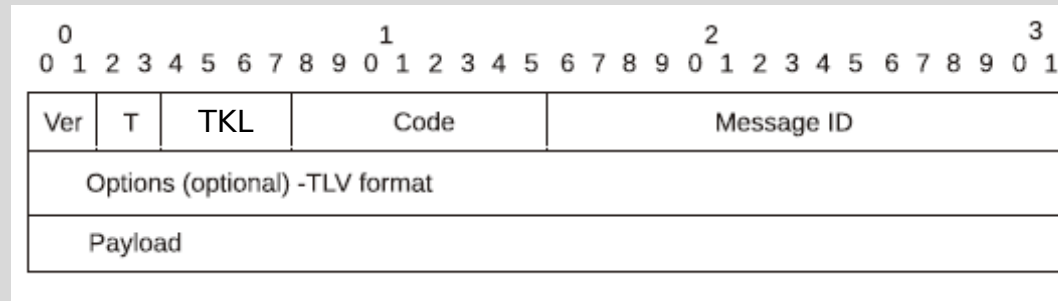 0 1 2 3
0 1 2 3 4 5 6 7 8 9 0 1 2 3 4 5 6 7 8 9 0 1 2 3 4 5 6 7 8 9 0 1
Ver T TKL Code Message ID
Options (optional) -TLV format
Payload